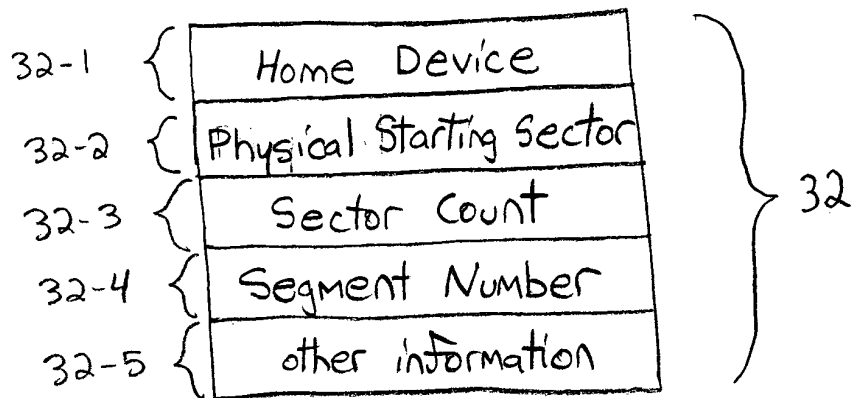 32-1 Home Device
32-2 Physical Starting Sector
32-3 Sector Count
32
32-4 Segment Number
32-5 other information